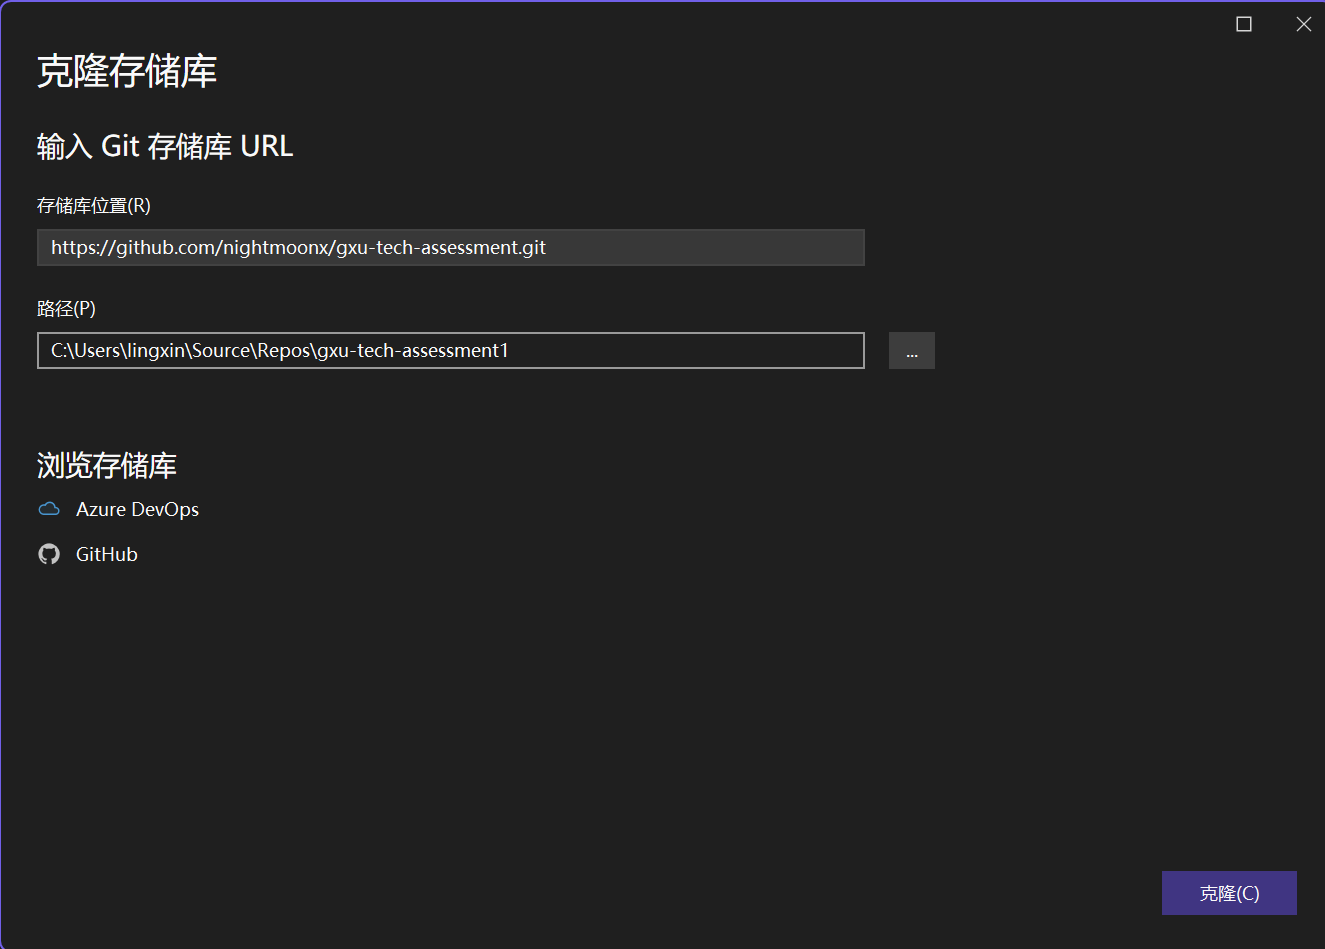 克隆存储库
输入 Git 存储库 URL
存储库位置(R)
https://github.com/nightmoonx/gxu-tech-assessment.git
路径(P)
C:\Users\lingxin\Source\Repos\gxu-tech-assessment1
...
浏览存储库
Azure DevOps
GitHub
克隆(C)